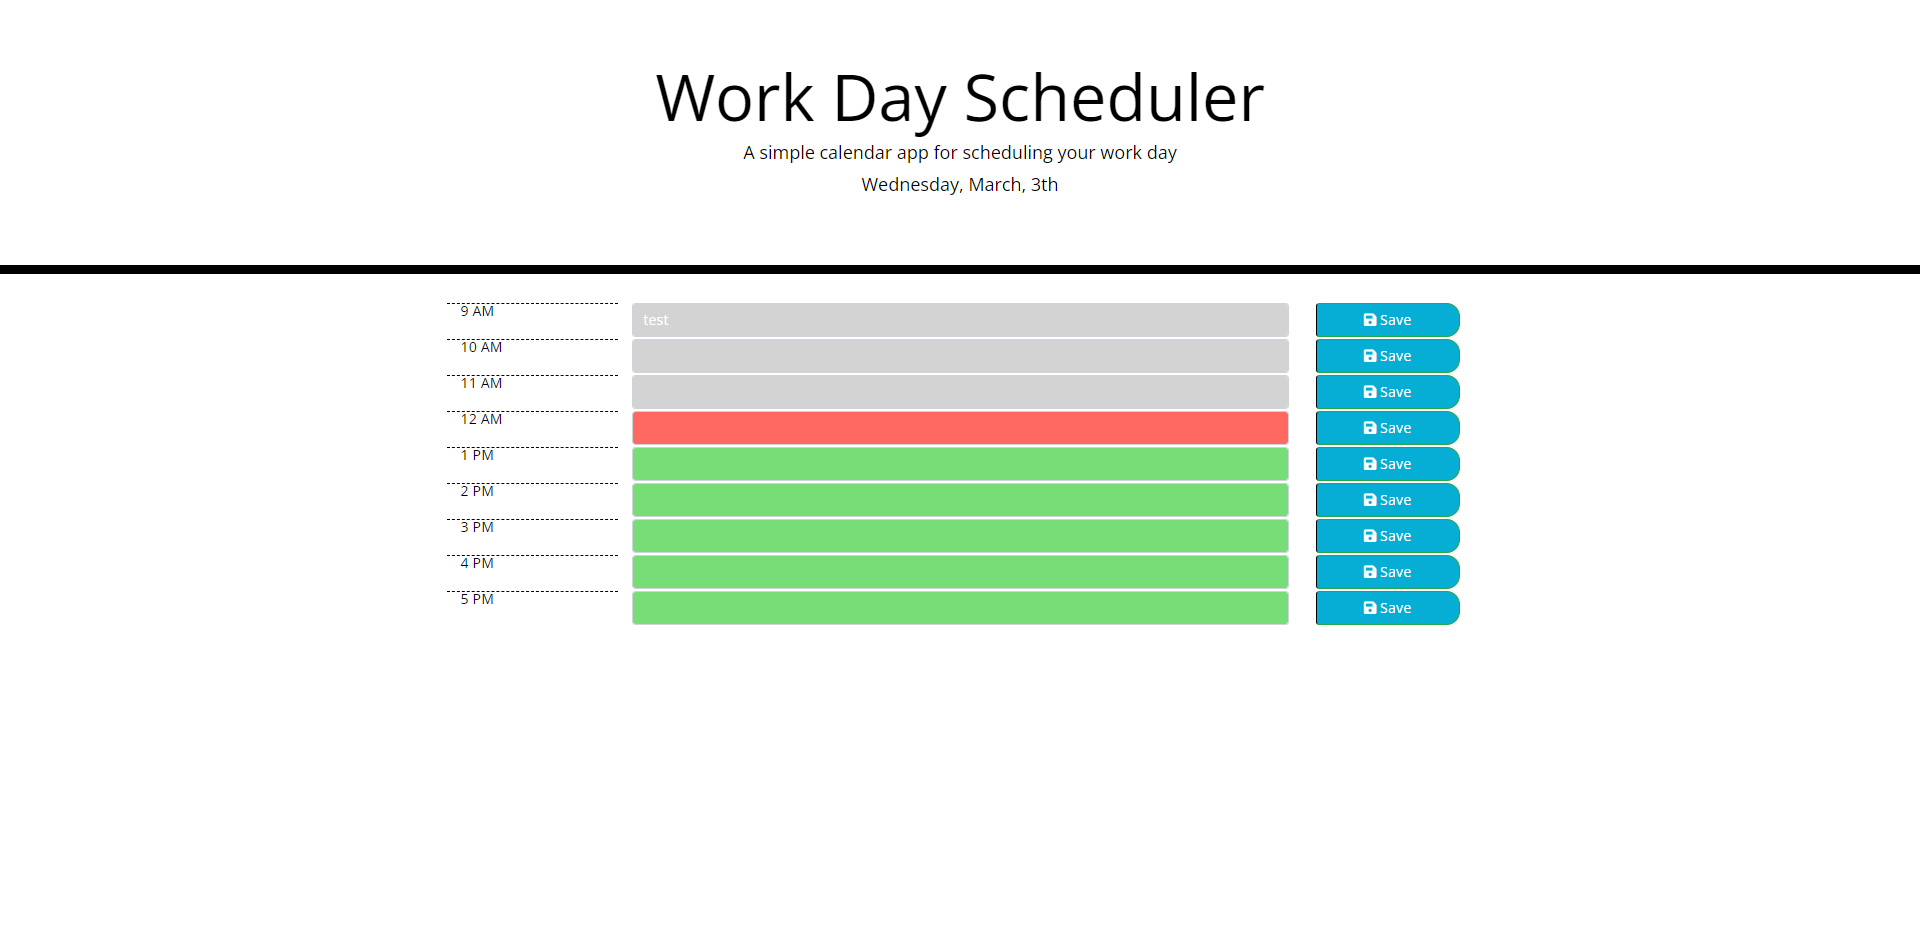 Work Day Scheduler
A simple calendar app for scheduling your work day
Wednesday, March, 3th
9 AM test Save
10 AM Save
11 AM Save
12 AM Save
1 PM Save
2 PM Save
3 PM Save
4 PM Save
5 PM Save